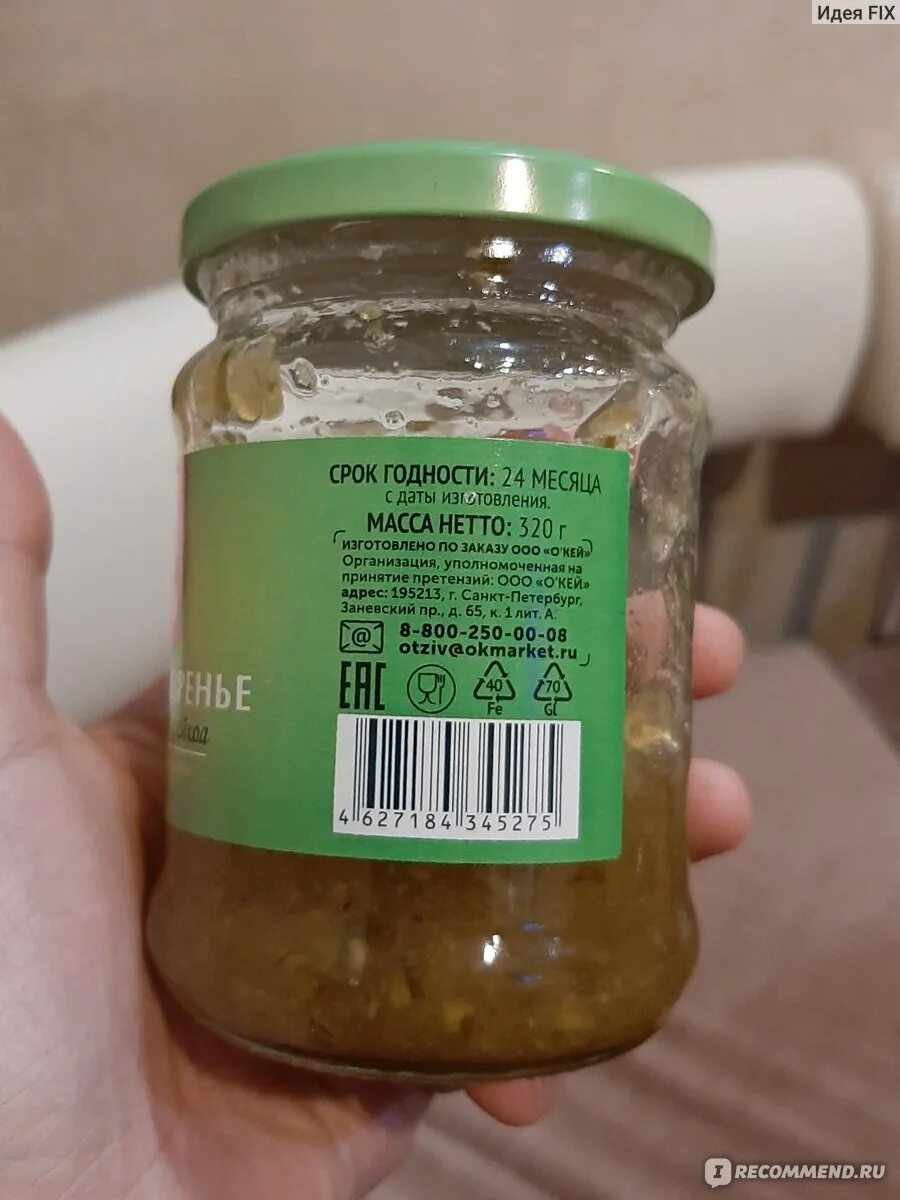 Идея FIX
СРОК ГОДНОСТИ: 24 МЕСЯЦА
С ДАТЫ ИЗГОТОВЛЕНИЯ.
МАССА НЕТТО: 320 г
ИЗГОТОВЛЕНО ПО ЗАКАЗУ ООО «О'КЕЙ»
Организация, уполномоченная на
принятие претензий: ООО «О'КЕЙ»
адрес: 195213, г. Санкт-Петербург,
Заневский пр., д. 65, к. 1 лит. А.
@ 8-800-250-00-08
otziv@okmarket.ru
EAC 40 70
Fe GL
РЕНЬЕ
4 627184 345275
IRECOMMEND.RU